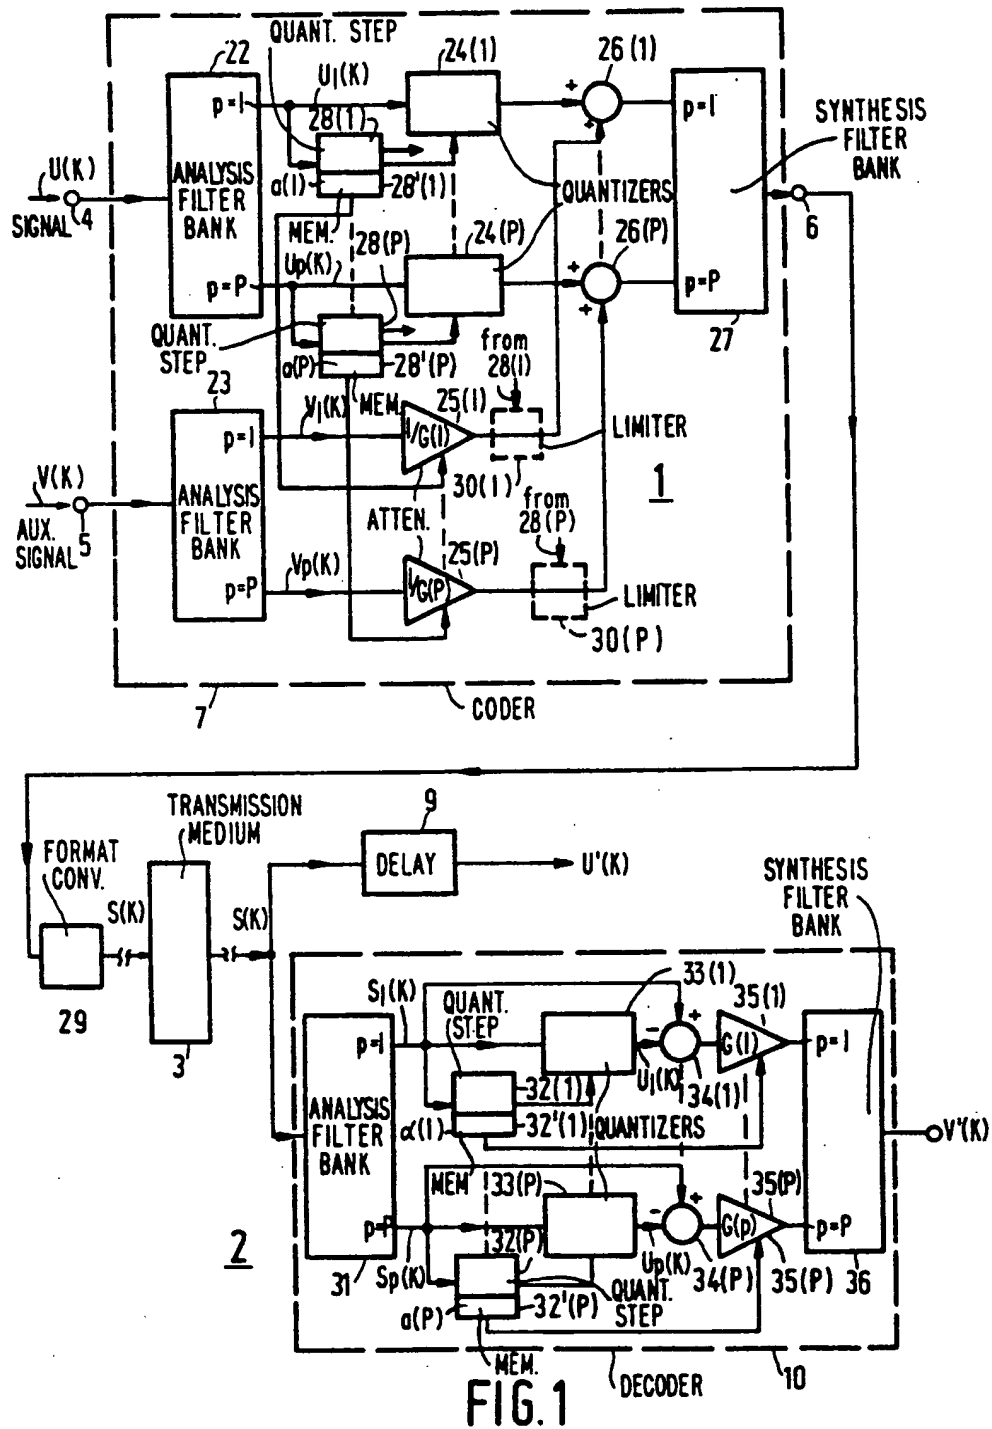 QUANT. STEP
24(1)
26(1)
22
U1(K)
p=1
28(1)
+
+
p=1
SYNTHESIS
FILTER
BANK
U(K)
SIGNAL
4
ANALYSIS
FILTER
BANK
a(1)
28'(1)
QUANTIZERS
6
MEM.
28(P)
24(P)
26(P)
Up(K)
p=P
+
+
p=P
QUANT.
STEP
a(P)
28'(P)
from
28(1)
27
23
MEM.
V1(K)
p=1
25(1)
1/G(1)
LIMITER
V(K)
AUX.
SIGNAL
5
ANALYSIS
FILTER
BANK
30(1)
1
ATTEN.
from
28(P)
Vp(K)
p=P
25(P)
1/G(P)
LIMITER
30(P)
7
CODER
TRANSMISSION
MEDIUM
9
FORMAT
CONV.
DELAY
U'(K)
SYNTHESIS
FILTER
BANK
S(K)
S(K)
29
3
S1(K)
QUANT.
STEP
33(1)
35(1)
p=1
−
+
G(1)
p=1
U1(K)
34(1)
ANALYSIS
FILTER
BANK
32(1)
α(1)
32'(1)
QUANTIZERS
V'(K)
MEM
33(P)
+
35(P)
p=P
−
G(p)
p=P
2
31
Sp(K)
32(P)
Up(K)
34(P)
35(P)
36
a(P)
32'(P)
QUANT.
STEP
MEM.
DECODER
10
FIG.1